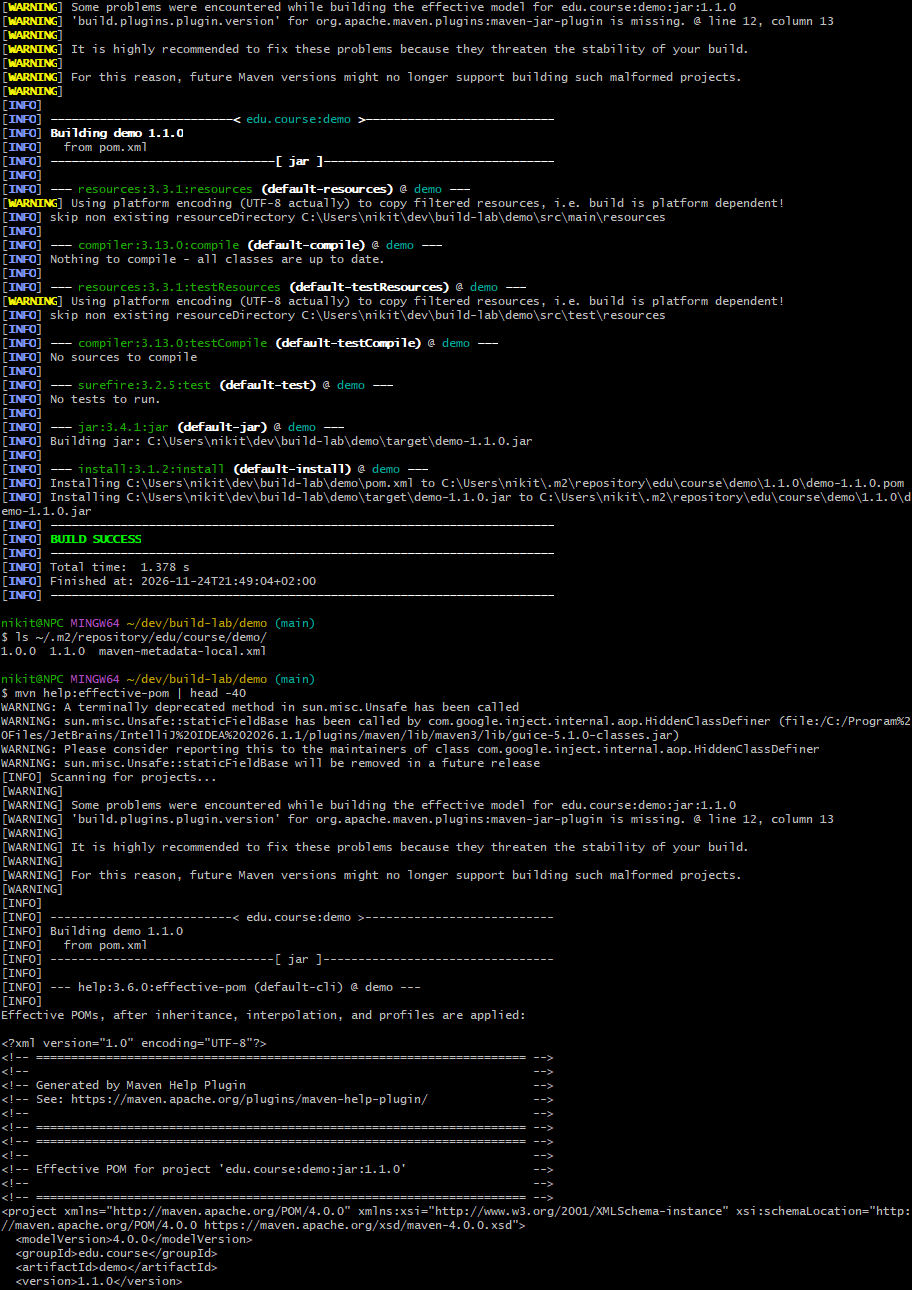 [WARNING] Some problems were encountered while building the effective model for edu.course:demo:jar:1.1.0
[WARNING] 'build.plugins.plugin.version' for org.apache.maven.plugins:maven-jar-plugin is missing. @ line 12, column 13
[WARNING]
[WARNING] It is highly recommended to fix these problems because they threaten the stability of your build.
[WARNING]
[WARNING] For this reason, future Maven versions might no longer support building such malformed projects.
[WARNING]
[INFO]
[INFO] --------------------------< edu.course:demo >---------------------------
[INFO] Building demo 1.1.0
[INFO]   from pom.xml
[INFO] --------------------------------[ jar ]---------------------------------
[INFO]
[INFO] --- resources:3.3.1:resources (default-resources) @ demo ---
[WARNING] Using platform encoding (UTF-8 actually) to copy filtered resources, i.e. build is platform dependent!
[INFO] skip non existing resourceDirectory C:\Users\nikit\dev\build-lab\demo\src\main\resources
[INFO]
[INFO] --- compiler:3.13.0:compile (default-compile) @ demo ---
[INFO] Nothing to compile - all classes are up to date.
[INFO]
[INFO] --- resources:3.3.1:testResources (default-testResources) @ demo ---
[WARNING] Using platform encoding (UTF-8 actually) to copy filtered resources, i.e. build is platform dependent!
[INFO] skip non existing resourceDirectory C:\Users\nikit\dev\build-lab\demo\src\test\resources
[INFO]
[INFO] --- compiler:3.13.0:testCompile (default-testCompile) @ demo ---
[INFO] No sources to compile
[INFO]
[INFO] --- surefire:3.2.5:test (default-test) @ demo ---
[INFO] No tests to run.
[INFO]
[INFO] --- jar:3.4.1:jar (default-jar) @ demo ---
[INFO] Building jar: C:\Users\nikit\dev\build-lab\demo\target\demo-1.1.0.jar
[INFO]
[INFO] --- install:3.1.2:install (default-install) @ demo ---
[INFO] Installing C:\Users\nikit\dev\build-lab\demo\pom.xml to C:\Users\nikit\.m2\repository\edu\course\demo\1.1.0\demo-1.1.0.pom
[INFO] Installing C:\Users\nikit\dev\build-lab\demo\target\demo-1.1.0.jar to C:\Users\nikit\.m2\repository\edu\course\demo\1.1.0\d
emo-1.1.0.jar
[INFO] ------------------------------------------------------------------------
[INFO] BUILD SUCCESS
[INFO] ------------------------------------------------------------------------
[INFO] Total time:  1.378 s
[INFO] Finished at: 2026-11-24T21:49:04+02:00
[INFO] ------------------------------------------------------------------------

nikit@NPC MINGW64 ~/dev/build-lab/demo (main)
$ ls ~/.m2/repository/edu/course/demo/
1.0.0  1.1.0  maven-metadata-local.xml

nikit@NPC MINGW64 ~/dev/build-lab/demo (main)
$ mvn help:effective-pom | head -40
WARNING: A terminally deprecated method in sun.misc.Unsafe has been called
WARNING: sun.misc.Unsafe::staticFieldBase has been called by com.google.inject.internal.aop.HiddenClassDefiner (file:/C:/Program%2
0Files/JetBrains/IntelliJ%20IDEA%202026.1.1/plugins/maven/lib/maven3/lib/guice-5.1.0-classes.jar)
WARNING: Please consider reporting this to the maintainers of class com.google.inject.internal.aop.HiddenClassDefiner
WARNING: sun.misc.Unsafe::staticFieldBase will be removed in a future release
[INFO] Scanning for projects...
[WARNING]
[WARNING] Some problems were encountered while building the effective model for edu.course:demo:jar:1.1.0
[WARNING] 'build.plugins.plugin.version' for org.apache.maven.plugins:maven-jar-plugin is missing. @ line 12, column 13
[WARNING]
[WARNING] It is highly recommended to fix these problems because they threaten the stability of your build.
[WARNING]
[WARNING] For this reason, future Maven versions might no longer support building such malformed projects.
[WARNING]
[INFO]
[INFO] --------------------------< edu.course:demo >---------------------------
[INFO] Building demo 1.1.0
[INFO]   from pom.xml
[INFO] --------------------------------[ jar ]---------------------------------
[INFO]
[INFO] --- help:3.6.0:effective-pom (default-cli) @ demo ---
[INFO]
Effective POMs, after inheritance, interpolation, and profiles are applied:

<?xml version="1.0" encoding="UTF-8"?>
<!-- ====================================================================== -->
<!--                                                                        -->
<!-- Generated by Maven Help Plugin                                         -->
<!-- See: https://maven.apache.org/plugins/maven-help-plugin/               -->
<!--                                                                        -->
<!-- ====================================================================== -->
<!-- ====================================================================== -->
<!--                                                                        -->
<!-- Effective POM for project 'edu.course:demo:jar:1.1.0'                  -->
<!--                                                                        -->
<!-- ====================================================================== -->
<project xmlns="http://maven.apache.org/POM/4.0.0" xmlns:xsi="http://www.w3.org/2001/XMLSchema-instance" xsi:schemaLocation="http:
//maven.apache.org/POM/4.0.0 https://maven.apache.org/xsd/maven-4.0.0.xsd">
  <modelVersion>4.0.0</modelVersion>
  <groupId>edu.course</groupId>
  <artifactId>demo</artifactId>
  <version>1.1.0</version>